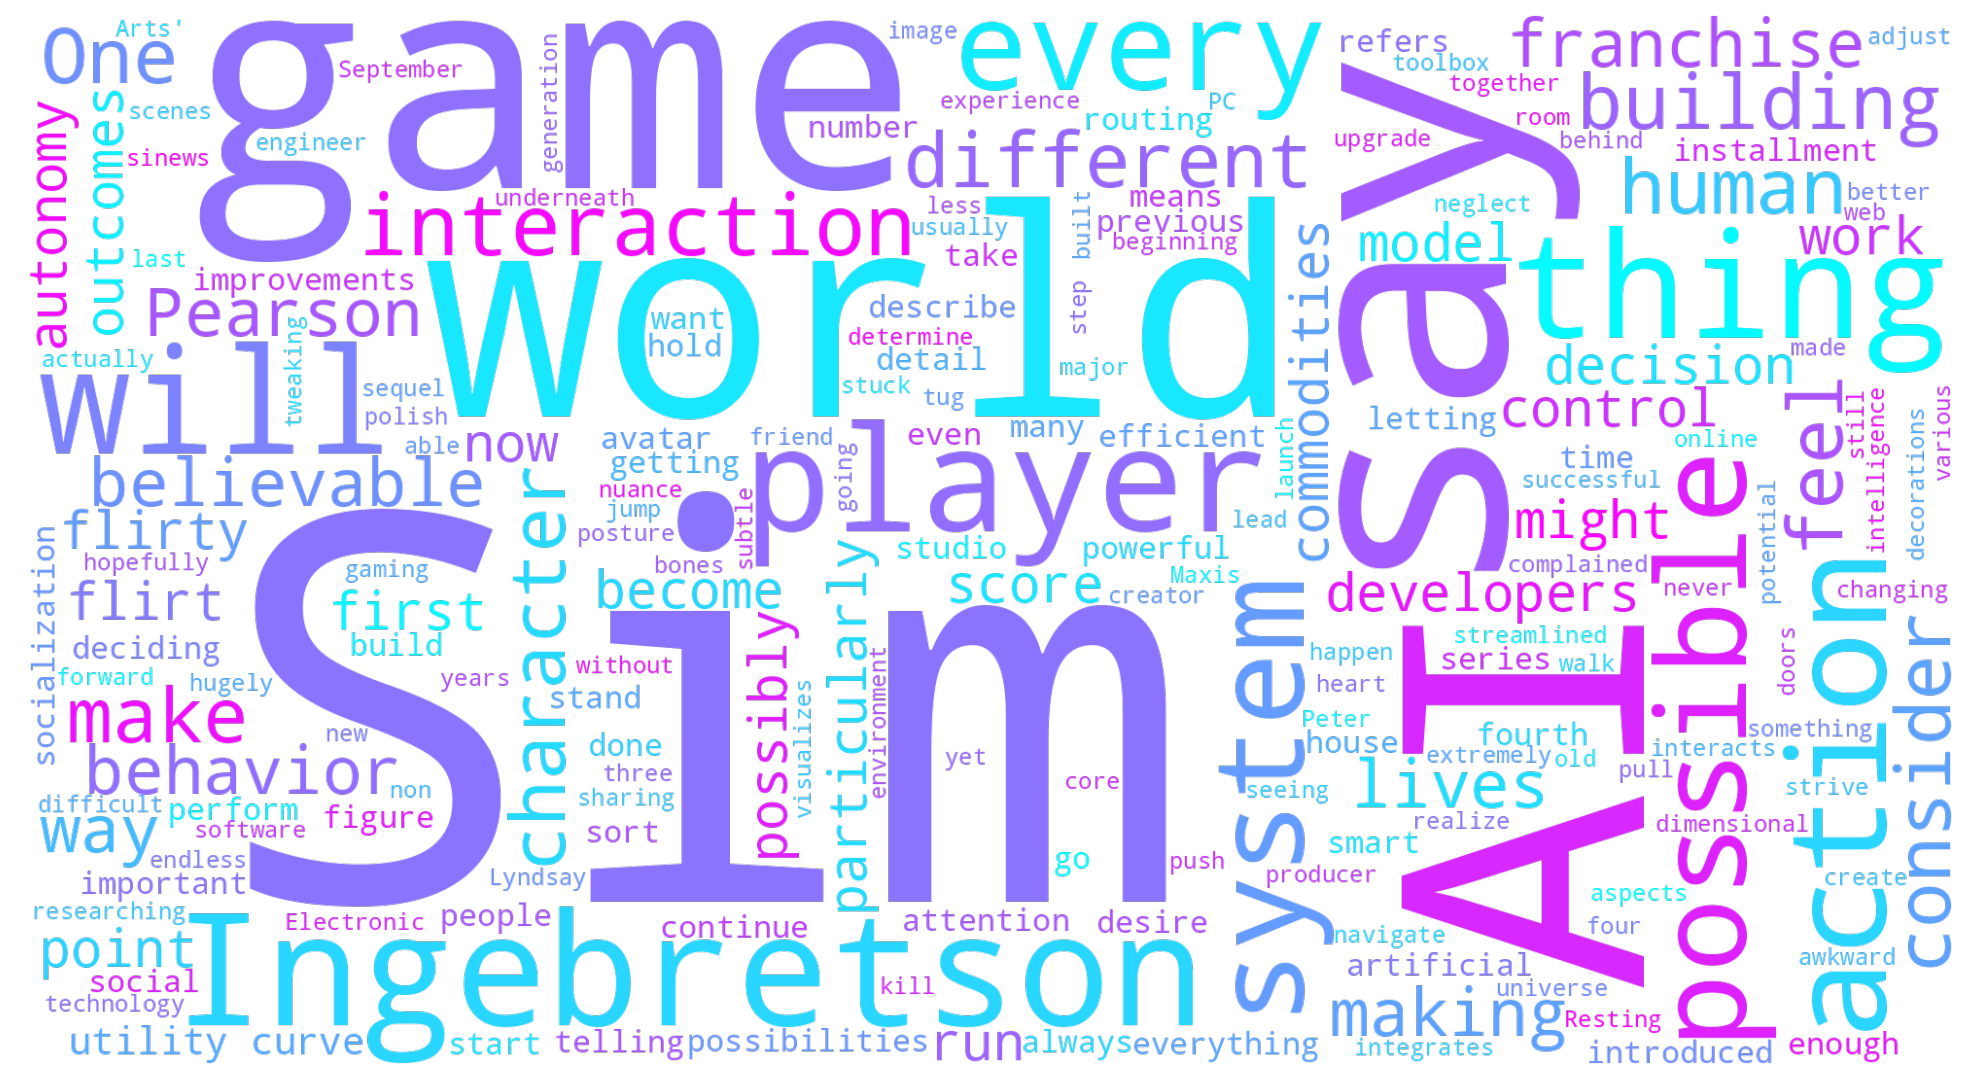 Arts'
One
game
image
every
refers
franchise
adjust
September
toolbox
together
scenes
generation
experience
PC
building
autonomy
outcomes
engineer
number
routing
room
sinews
different
upgrade
behind
installment
interaction
underneath
less
means
say
human
better
usually
previous
neglect
web
last
world
take
built
beginning
model
thing
work
improvements
Pearson
describe
commodities
want
hold
determine
step
actually
will
tweaking
detail
major
decision
made
sequel
stuck
tug
polish
letting
control
feel
able
now
avatar
friend
even
many
efficient
online
still
intelligence
decorations
various
believable
getting
player
going
launch
time
successful
nuance
jump
flirty
character
posture
subtle
lead
might
potential
hopefully
gaming
bones
studio
powerful
complained
socialization
flirt
first
become
particularly
score
Maxis
creator
developers
never
changing
deciding
build
possibly
system
streamlined
possible
action
consider
forward
hugely
years
without
environment
happen
series
walk
doors
make
stand
visualizes
heart
AI
Sim
new
Peter
fourth
something
behavior
done
house
extremely
old
interacts
non
three
yet
core
pull
difficult
perform
sharing
seeing
lives
strive
way
software
figure
sort
realize
dimensional
endless
go
push
smart
important
Lyndsay
producer
aspects
create
researching
Electronic
people
continue
attention
desire
navigate
four
point
Ingebretson
artificial
awkward
social
kill
universe
technology
making
Resting
utility curve
start
telling
possibilities
run
always
everything
integrates
introduced
enough